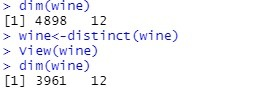 > dim(wine)
[1] 4898   12
> wine<-distinct(wine)
> View(wine)
> dim(wine)
[1] 3961   12